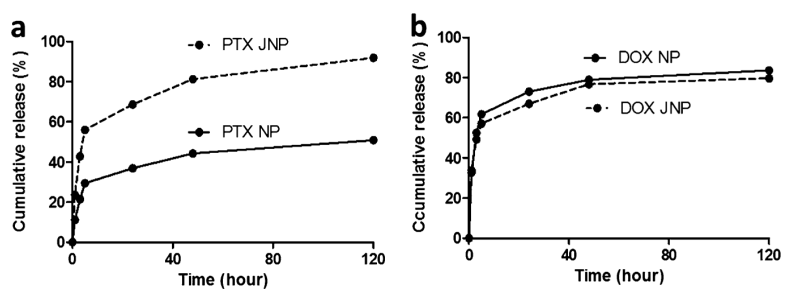 a
PTX JNP
PTX NP
Cumulative release (%)
100
80
60
40
20
0
0 40 80 120
Time (hour)
b
DOX NP
DOX JNP
Ccumulative release (%)
100
80
60
40
20
0
0 40 80 120
Time (hour)